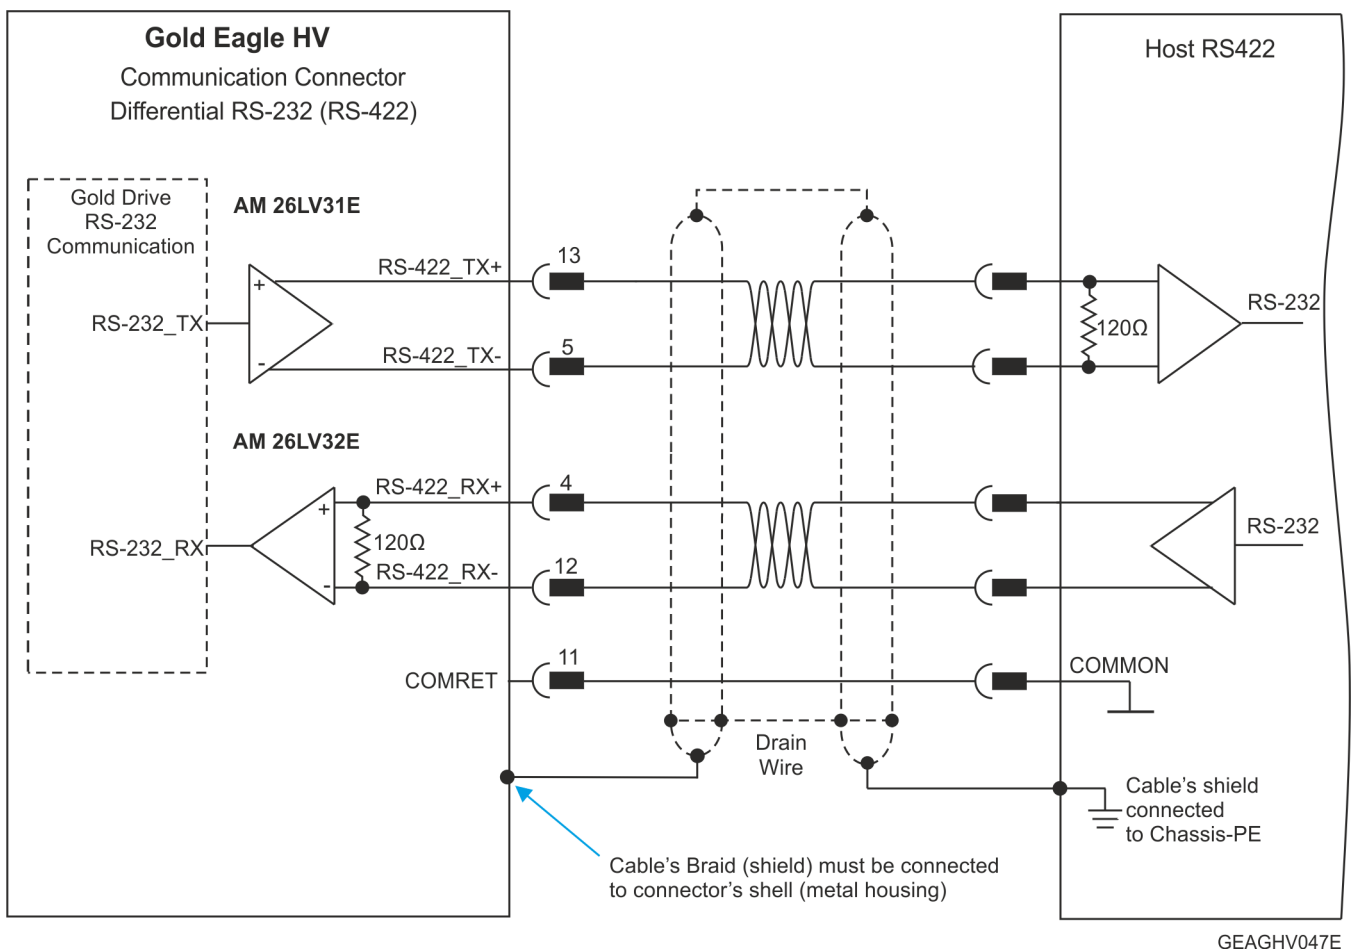 Gold Eagle HV
Communication Connector
Differential RS-232 (RS-422)
Host RS422
Gold Drive
RS-232
Communication
AM 26LV31E
RS-422_TX+
13
+
RS-232_TX
-
RS-422_TX-
5
120Ω
RS-232
AM 26LV32E
RS-422_RX+
4
+
RS-232_RX
120Ω
-
RS-422_RX-
12
RS-232
COMRET
11
COMMON
Drain
Wire
Cable's shield
connected
to Chassis-PE
Cable's Braid (shield) must be connected
to connector's shell (metal housing)
GEAGHV047E